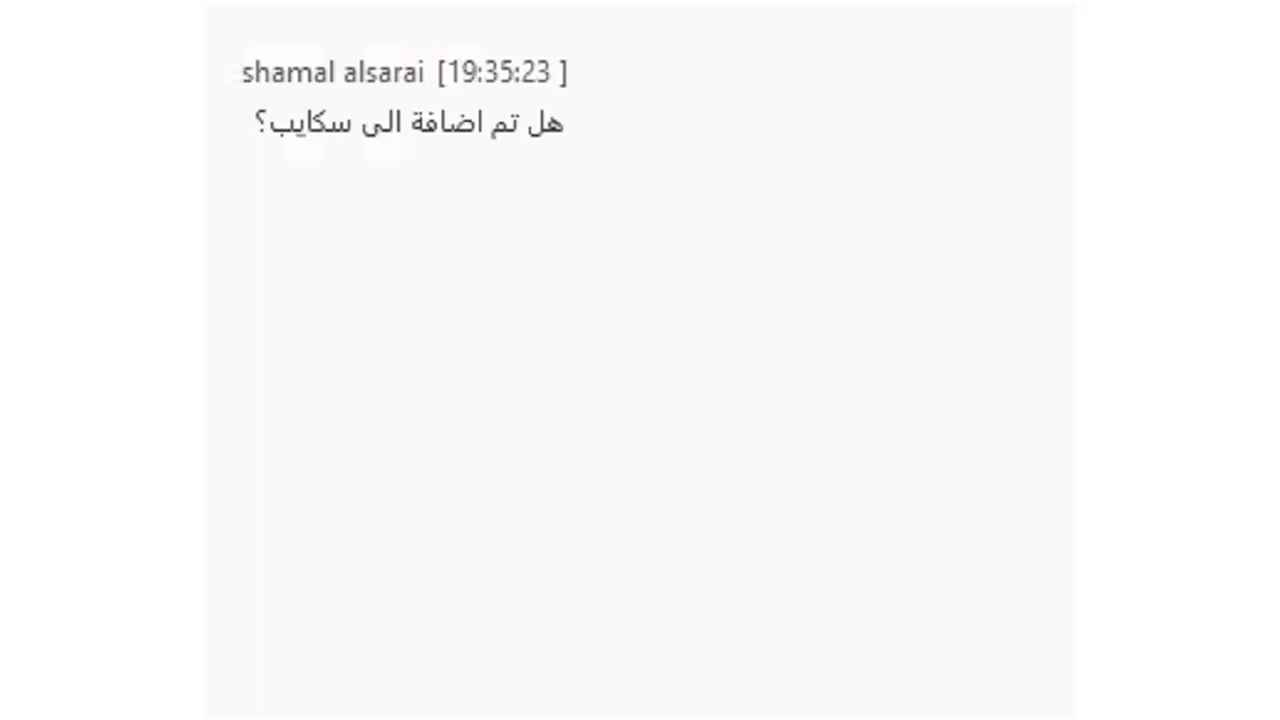 shamal alsarai [19:35:23 ]
هل تم اضافة الى سكايب؟